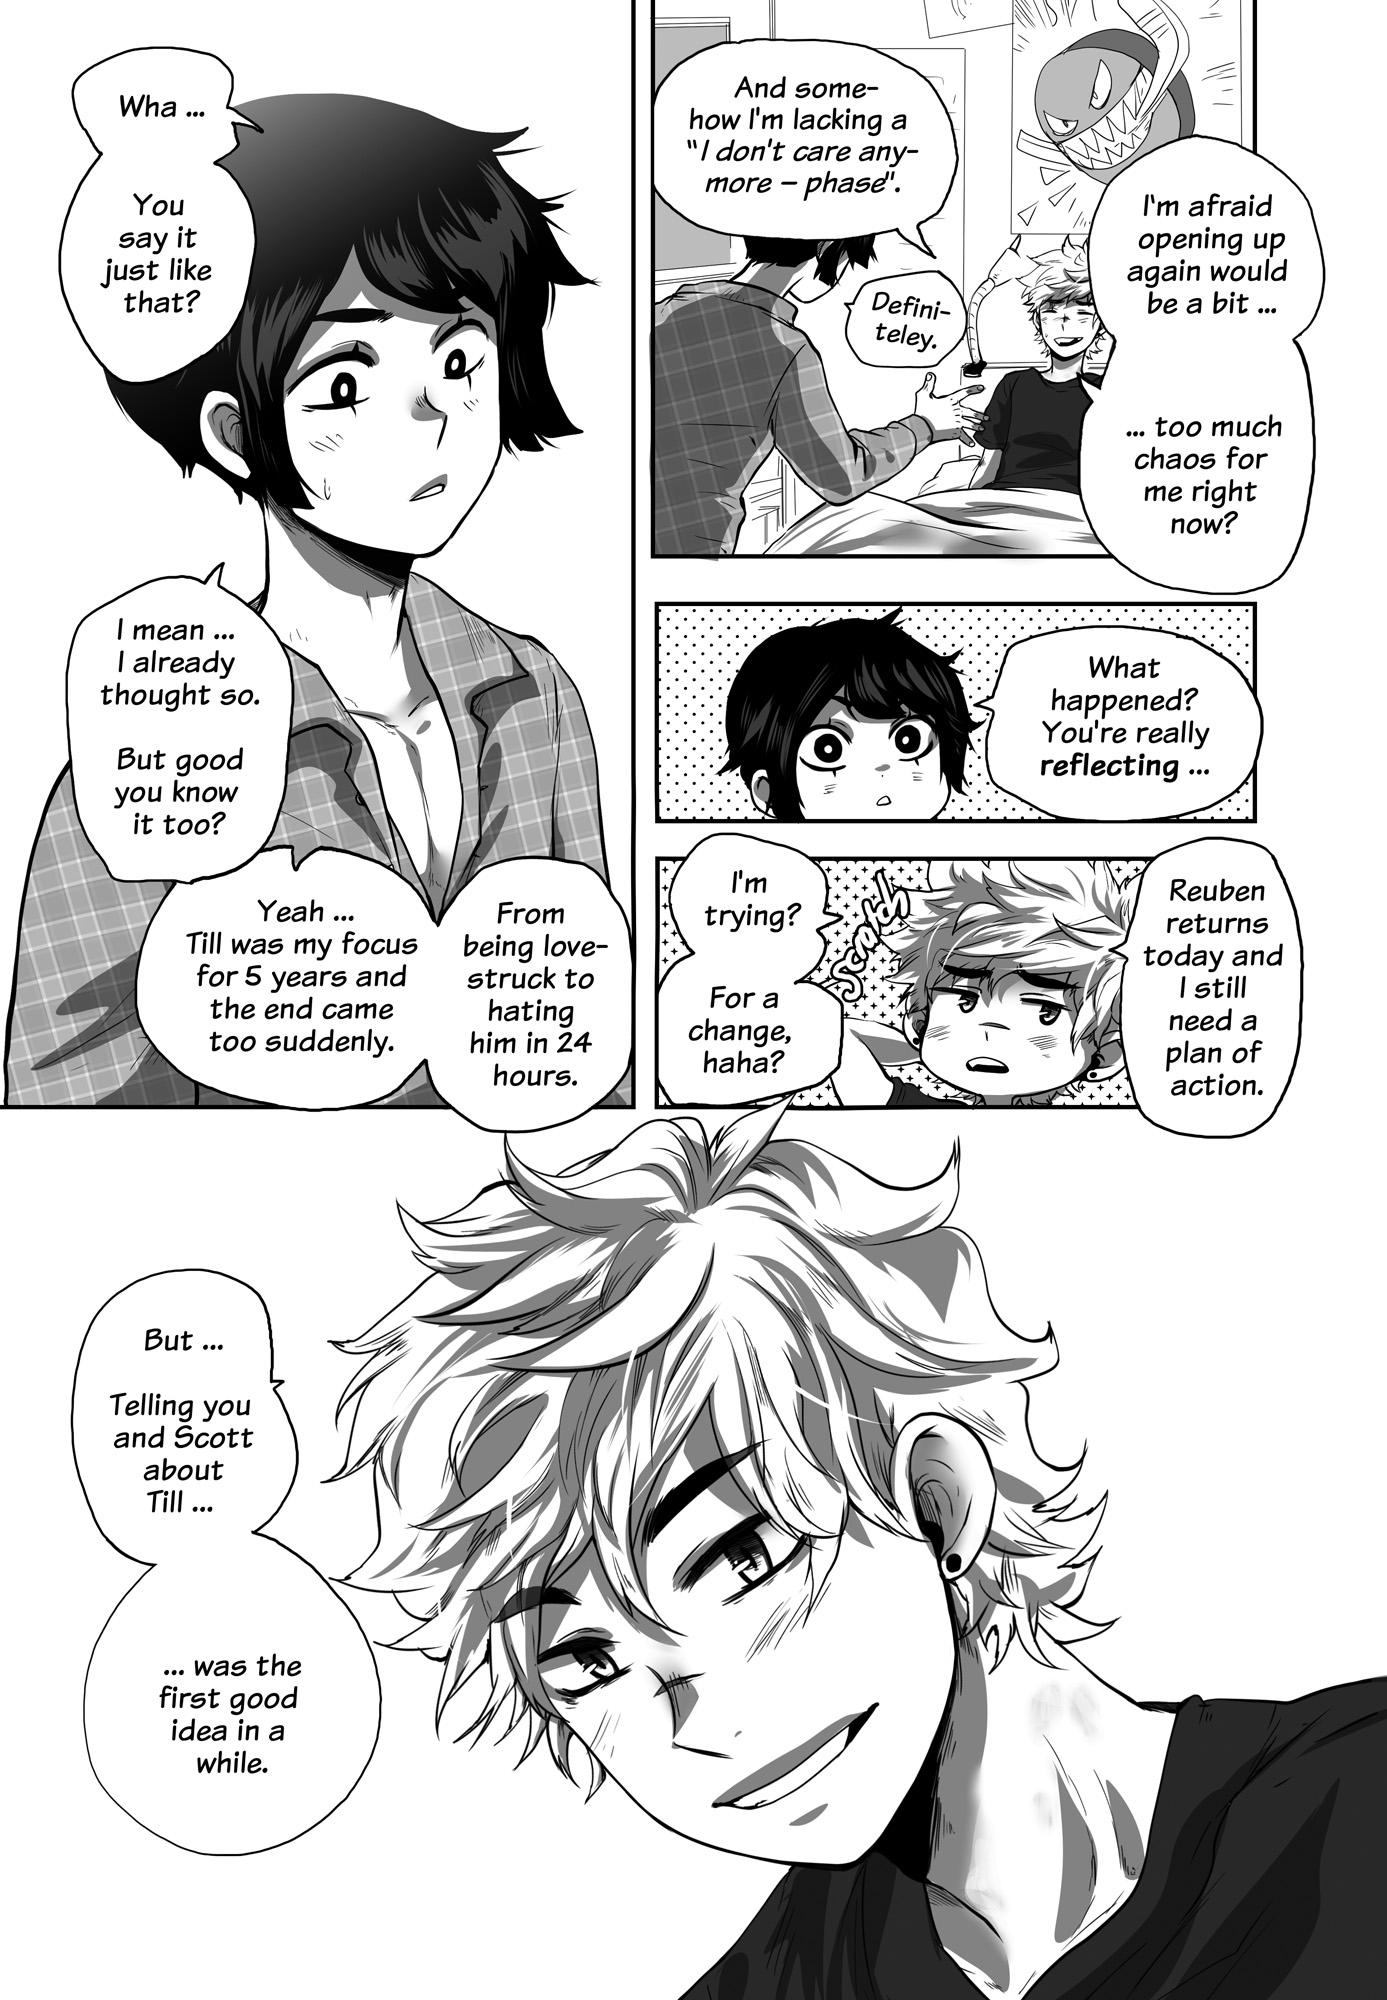 Wha ...
You
say it
just like
that?
I mean ...
I already
thought so.
But good
you know
it too?
Yeah ...
Till was my focus
for 5 years and
the end came
too suddenly.
From
being love-
struck to
hating
him in 24
hours.
And some-
how I'm lacking a
"I don't care any-
more – phase".
Defini-
teley.
I'm afraid
opening up
again would
be a bit ...
... too much
chaos for
me right
now?
What
happened?
You're really
reflecting ...
I'm
trying?
For a
change,
haha?
Scratch
Reuben
returns
today and
I still
need a
plan of
action.
But ...
Telling you
and Scott
about
Till ...
... was the
first good
idea in a
while.